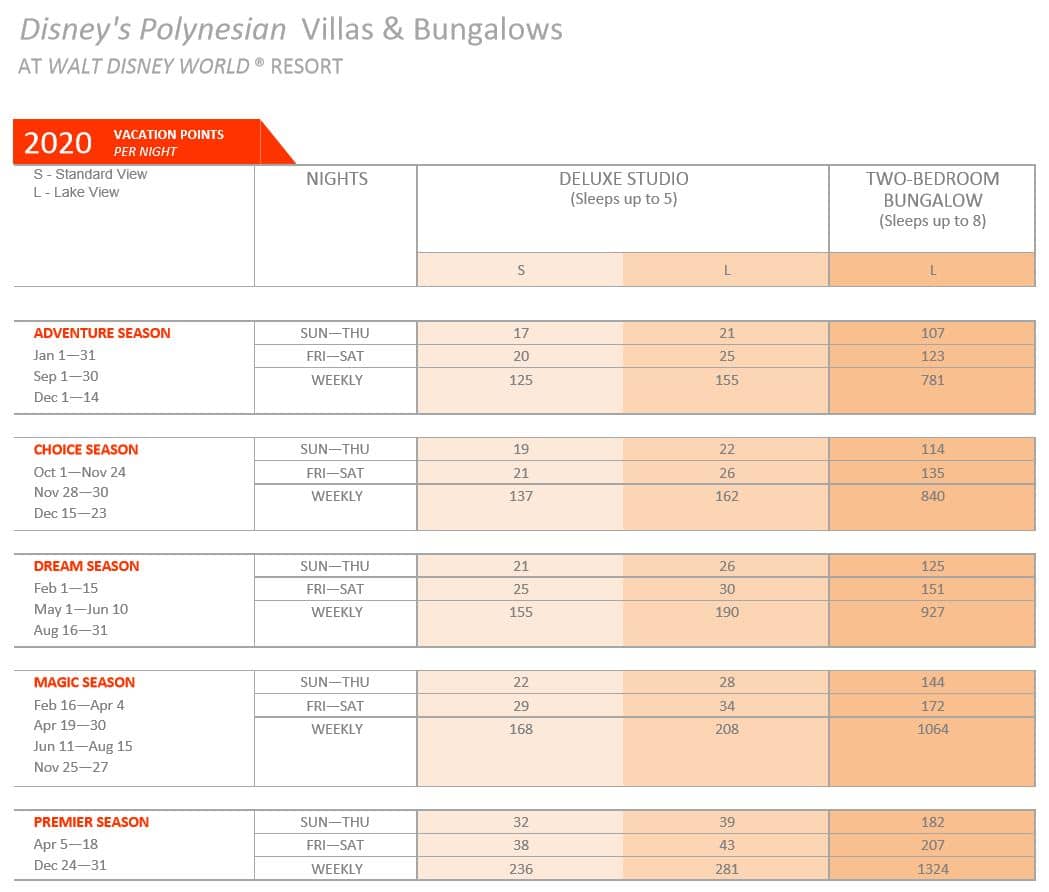 Disney's Polynesian Villas & Bungalows
AT WALT DISNEY WORLD ® RESORT
2020 VACATION POINTS
PER NIGHT
S - Standard View
L - Lake View
NIGHTS
DELUXE STUDIO
(Sleeps up to 5)
TWO-BEDROOM
BUNGALOW
(Sleeps up to 8)
S L L
ADVENTURE SEASON SUN—THU 17 21 107
Jan 1—31 FRI—SAT 20 25 123
Sep 1—30 WEEKLY 125 155 781
Dec 1—14
CHOICE SEASON SUN—THU 19 22 114
Oct 1—Nov 24 FRI—SAT 21 26 135
Nov 28—30 WEEKLY 137 162 840
Dec 15—23
DREAM SEASON SUN—THU 21 26 125
Feb 1—15 FRI—SAT 25 30 151
May 1—Jun 10 WEEKLY 155 190 927
Aug 16—31
MAGIC SEASON SUN—THU 22 28 144
Feb 16—Apr 4 FRI—SAT 29 34 172
Apr 19—30 WEEKLY 168 208 1064
Jun 11—Aug 15
Nov 25—27
PREMIER SEASON SUN—THU 32 39 182
Apr 5—18 FRI—SAT 38 43 207
Dec 24—31 WEEKLY 236 281 1324